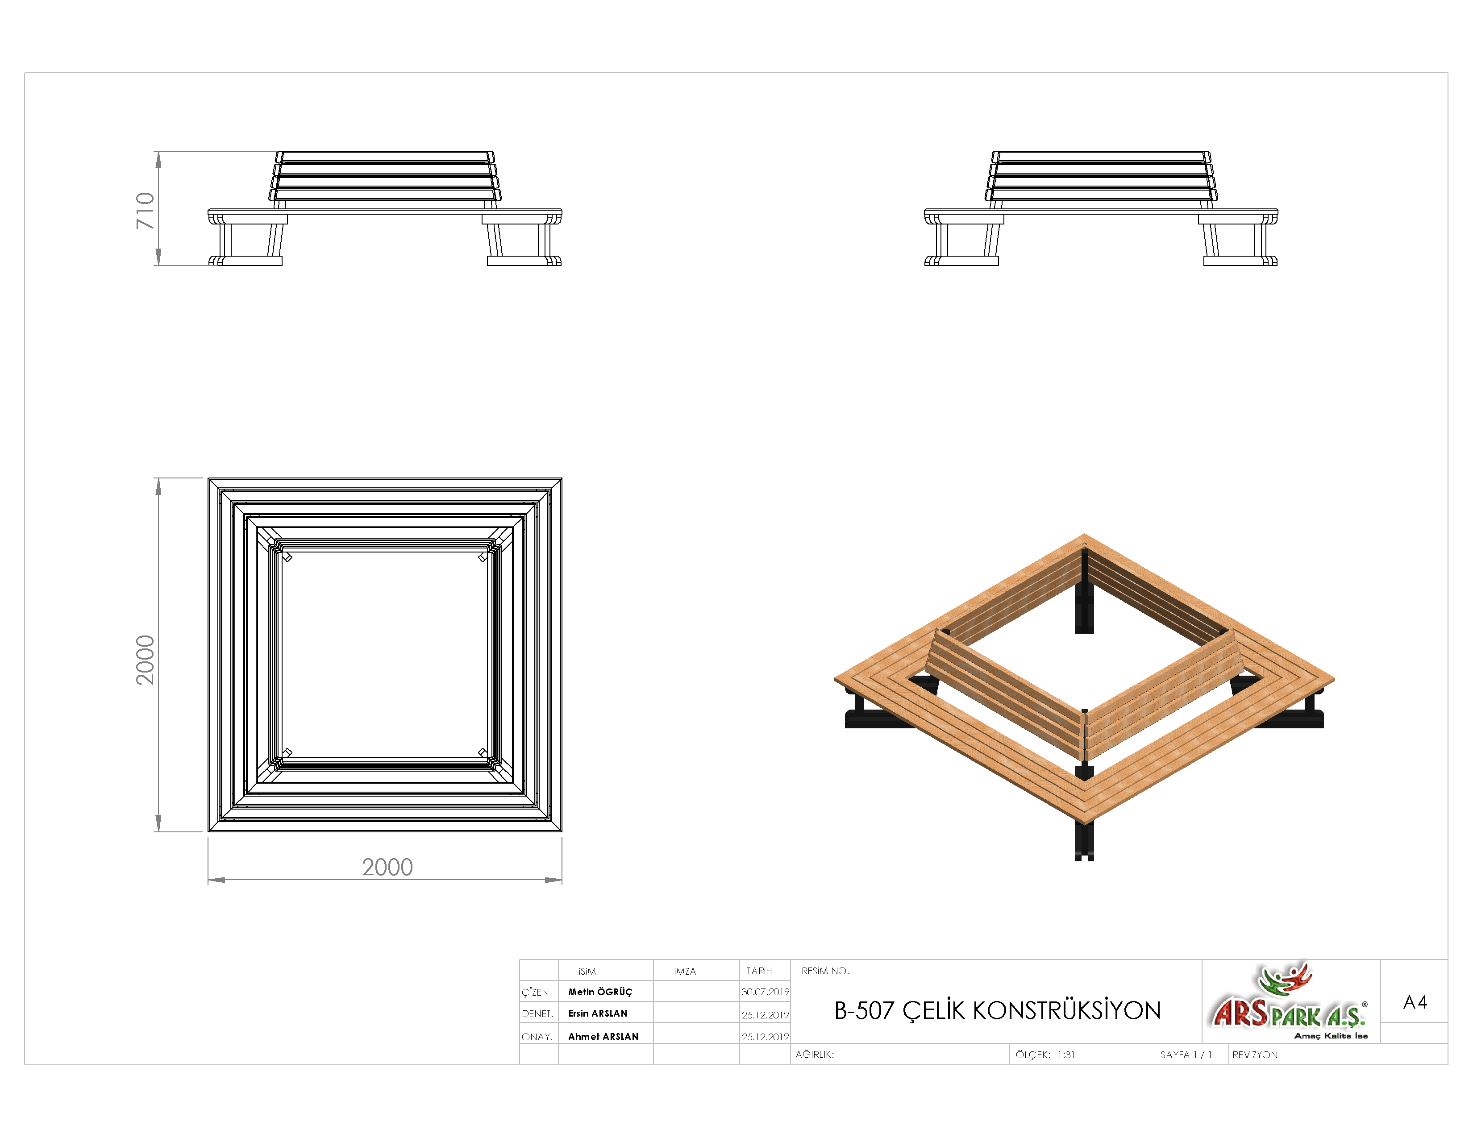 710
2000
2000
İSİM İMZA TARİH RESİM NO.
ÇİZEN. Metin ÖGRÜÇ 30.07.2019
DENET. Ersin ARSLAN 25.12.2019
B-507 ÇELİK KONSTRÜKSİYON
ARSPARK A.Ş.®
Amaç Kalite İse
A4
ONAY. Ahmet ARSLAN 25.12.2019
AĞIRLIK: ÖLÇEK: 1:31 SAYFA 1 / 1 REVİZYON